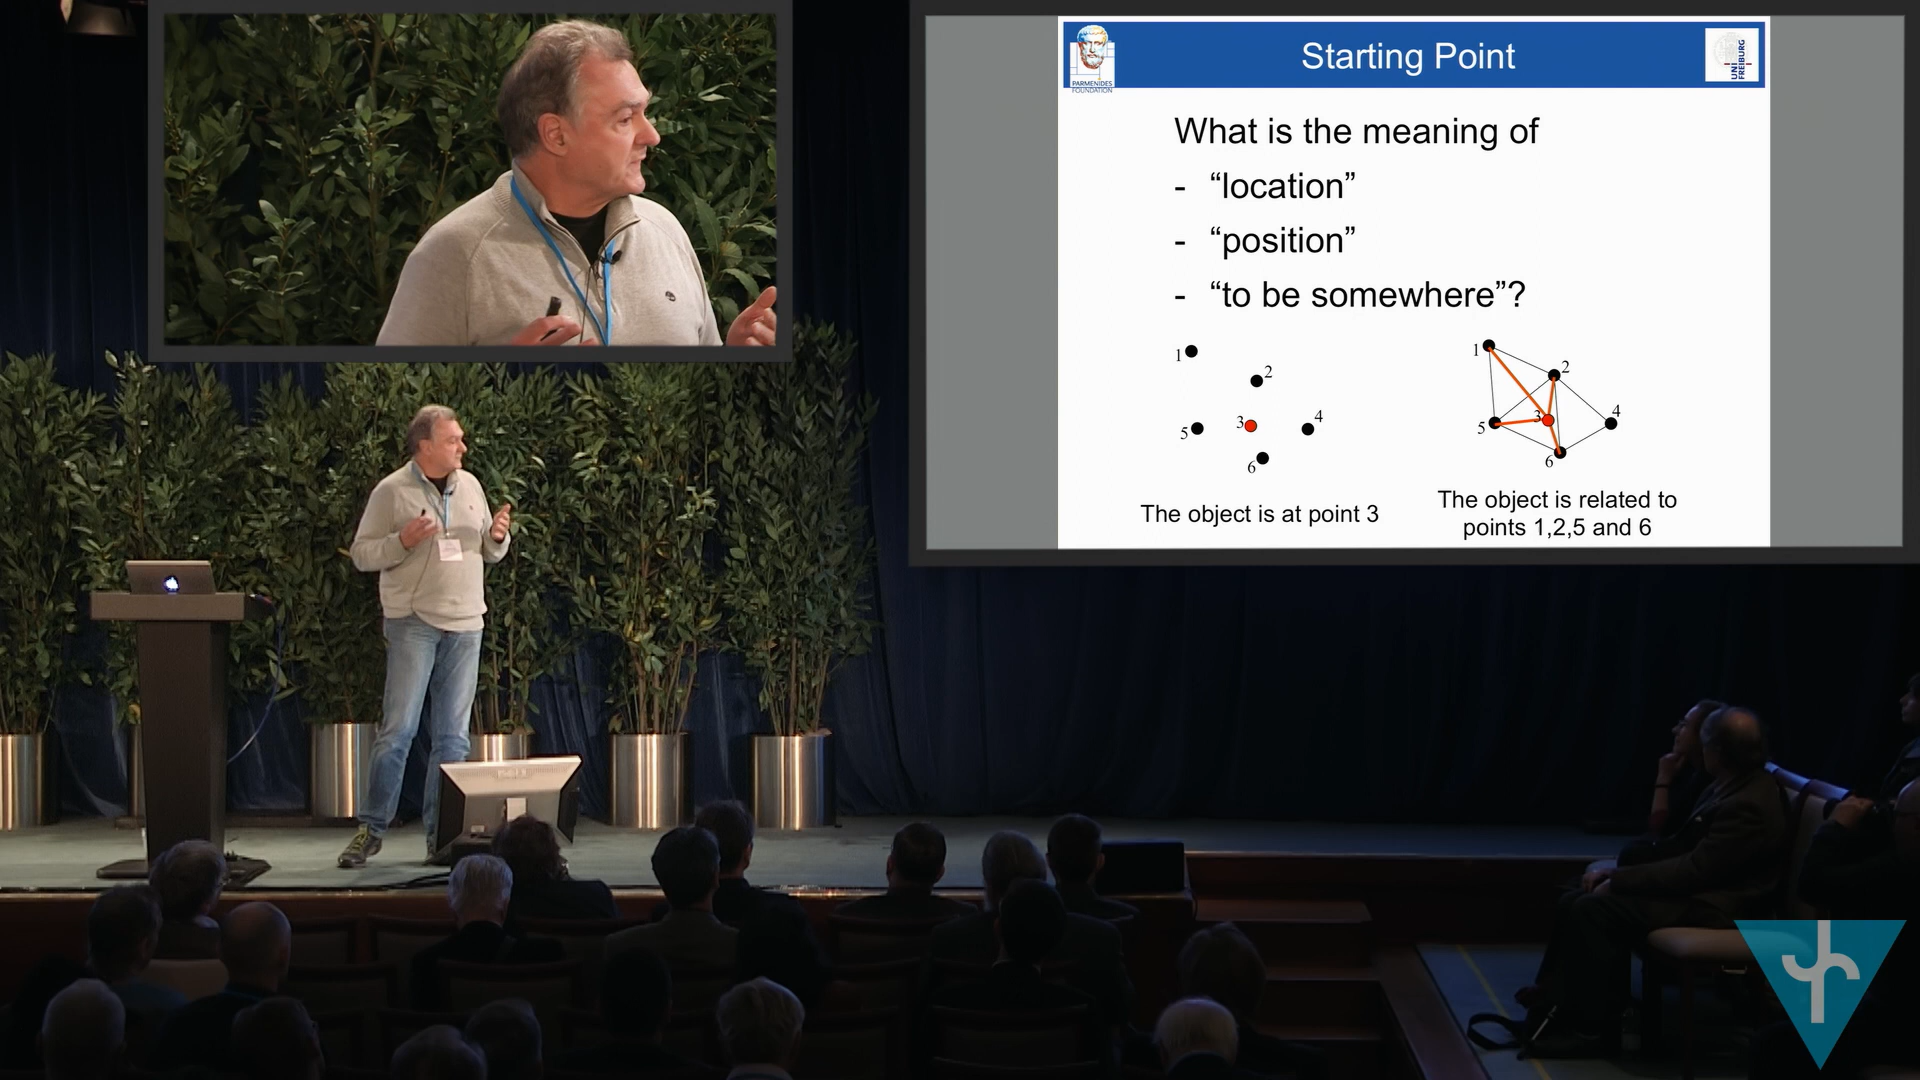 Starting Point
PARMENIDES
FOUNDATION
UNI
FREIBURG
What is the meaning of
- “location”
- “position”
- “to be somewhere”?
1
2
3
4
5
6
1
2
3
4
5
6
The object is at point 3
The object is related to
points 1,2,5 and 6